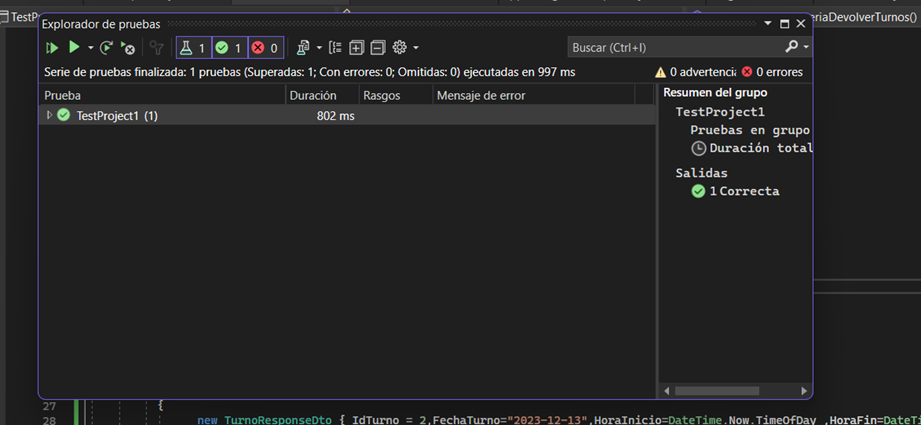 TestPr
Explorador de pruebas
eriaDevolverTurnos()
1 1 0
Buscar (Ctrl+I)
Serie de pruebas finalizada: 1 pruebas (Superadas: 1; Con errores: 0; Omitidas: 0) ejecutadas en 997 ms
0 advertencia 0 errores
Prueba Duración Rasgos Mensaje de error
Resumen del grupo
TestProject1 (1) 802 ms
TestProject1
Pruebas en grupo
Duración total
Salidas
1 Correcta
27 {
28 new TurnoResponseDto { IdTurno = 2,FechaTurno="2023-12-13",HoraInicio=DateTime.Now.TimeOfDay ,HoraFin=DateTi